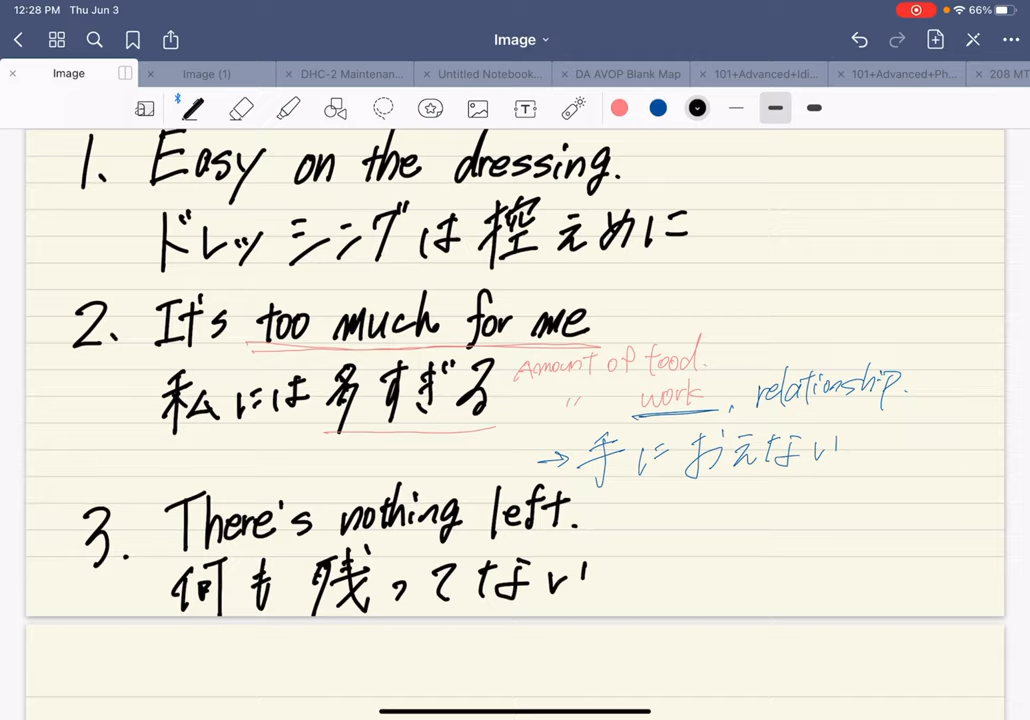 12:28 PM Thu Jun 3
66%
Image
Image
Image (1)
DHC-2 Maintenan...
Untitled Notebook...
DA AVOP Blank Map
101+Advanced+Idi...
101+Advanced+Ph...
208 MT
1. Easy on the dressing.
ドレッシングは控えめに
2. It's too much for me
私には多すぎる
Amount of food.
〃 work, relationship.
→手におえない
3. There's nothing left.
何も残ってない